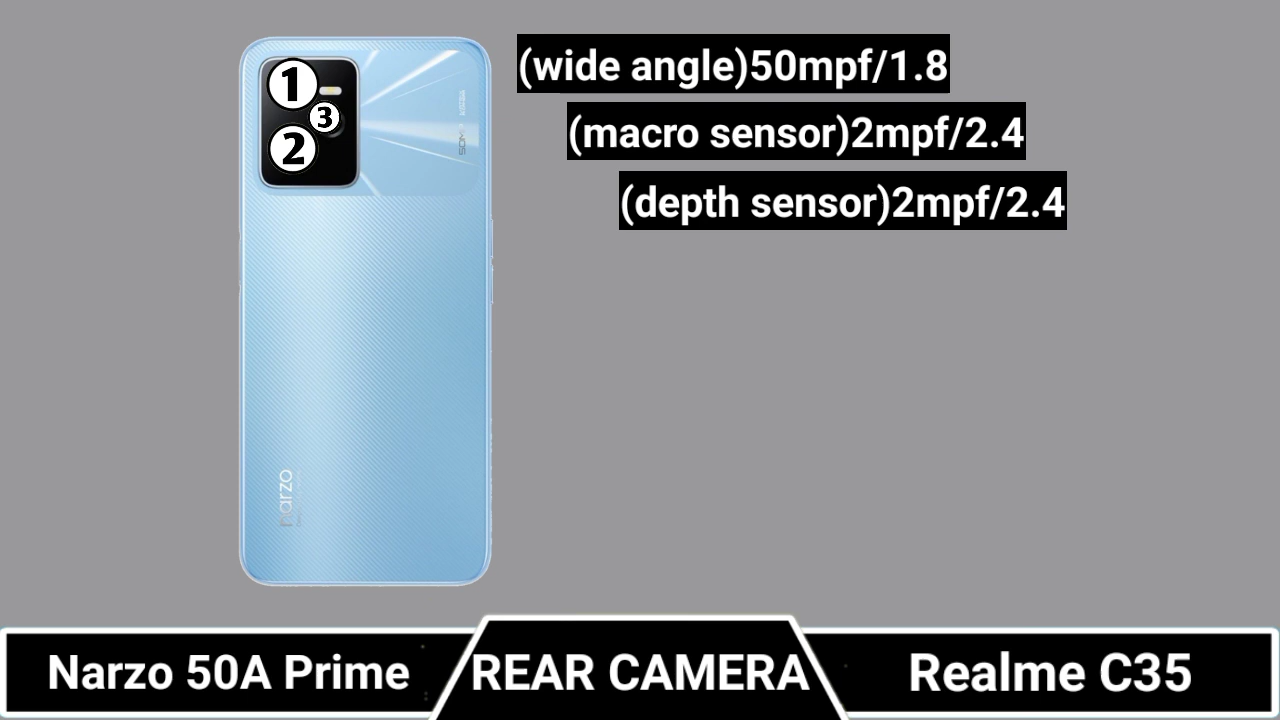 (wide angle)50mpf/1.8
(macro sensor)2mpf/2.4
(depth sensor)2mpf/2.4
1
3
2
narzo
Narzo 50A Prime
REAR CAMERA
Realme C35